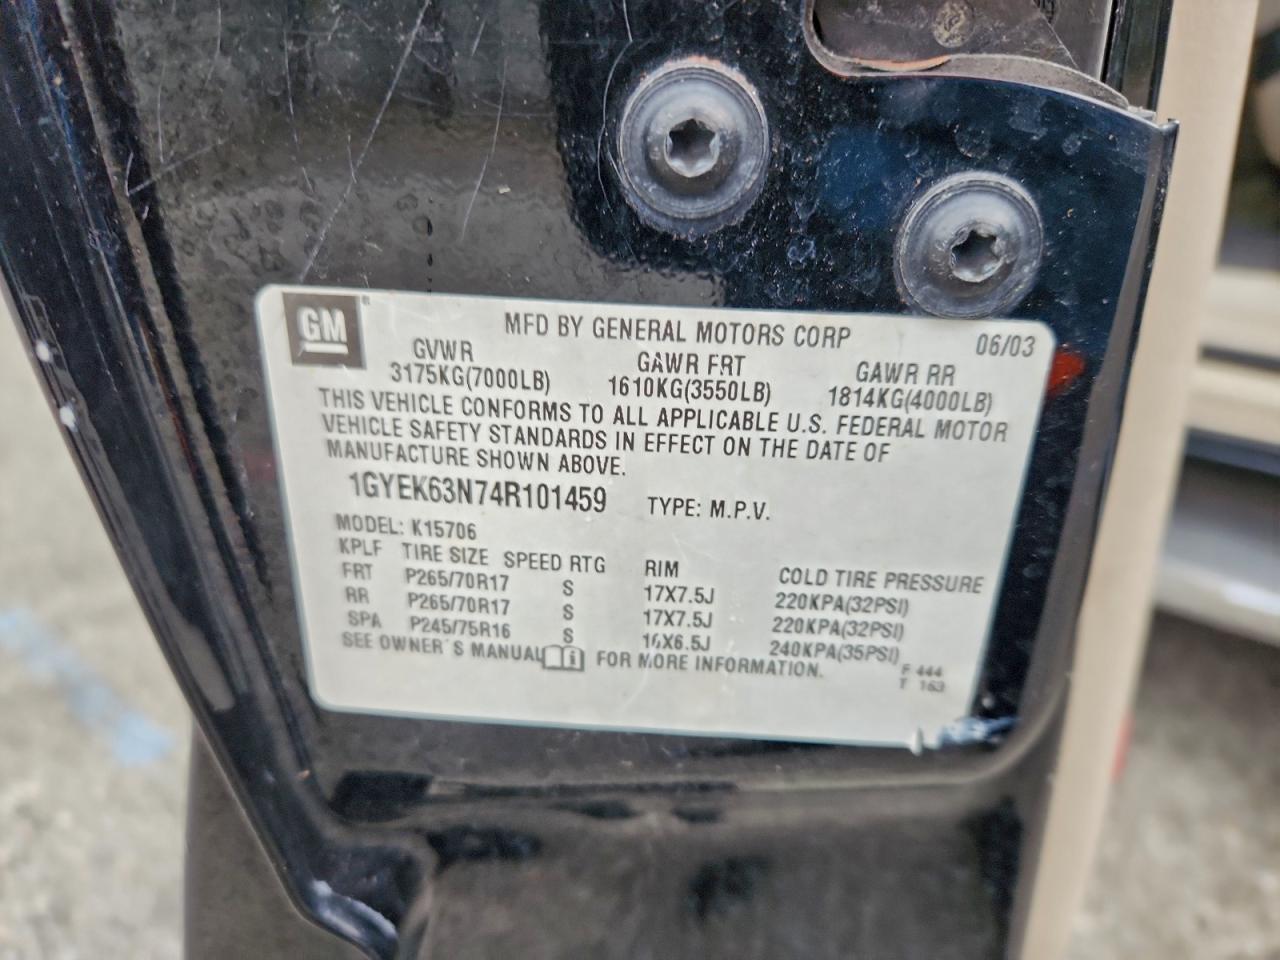 GM ®
MFD BY GENERAL MOTORS CORP 06/03
GVWR GAWR FRT GAWR RR
3175KG(7000LB) 1610KG(3550LB) 1814KG(4000LB)
THIS VEHICLE CONFORMS TO ALL APPLICABLE U.S. FEDERAL MOTOR
VEHICLE SAFETY STANDARDS IN EFFECT ON THE DATE OF
MANUFACTURE SHOWN ABOVE.
1GYEK63N74R101459 TYPE: M.P.V.
MODEL: K15706
KPLF TIRE SIZE SPEED RTG RIM COLD TIRE PRESSURE
FRT P265/70R17 S 17X7.5J 220KPA(32PSI)
RR P265/70R17 S 17X7.5J 220KPA(32PSI)
SPA P245/75R16 S 16X6.5J 240KPA(35PSI)
SEE OWNER'S MANUAL FOR MORE INFORMATION.
F 444
T 163